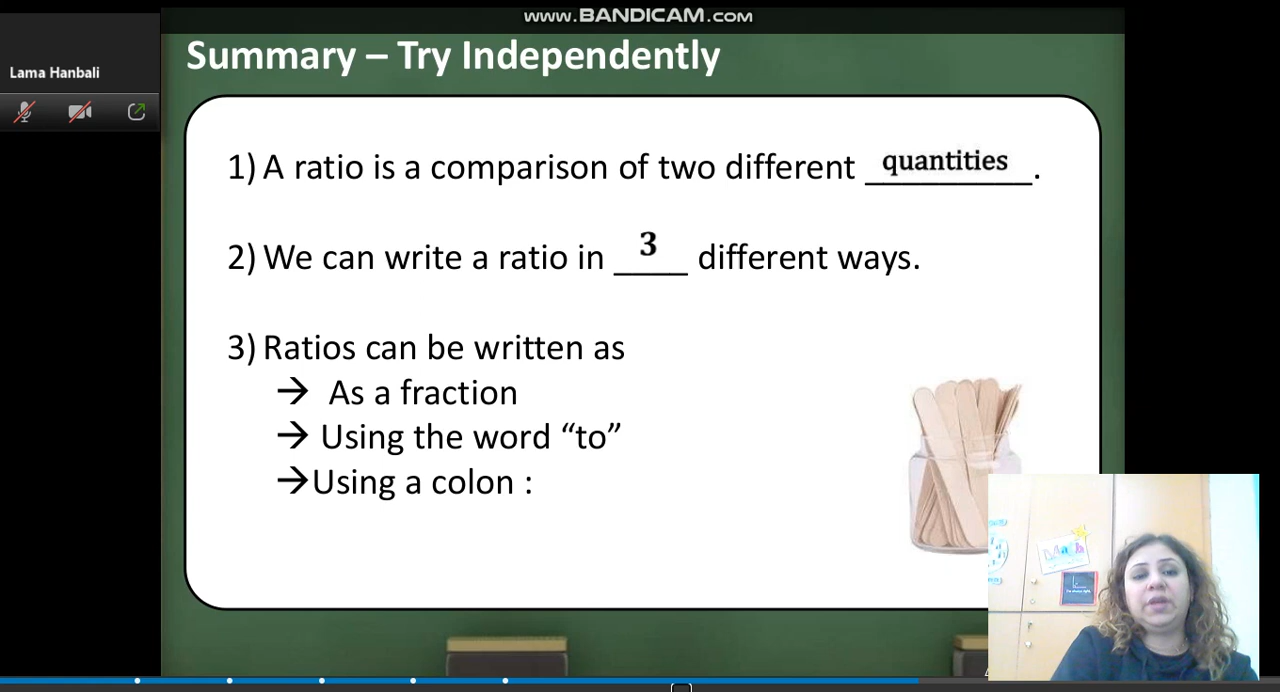 www.BANDICAM.com
Summary – Try Independently
Lama Hanbali
1) A ratio is a comparison of two different quantities.
2) We can write a ratio in 3 different ways.
3) Ratios can be written as
→ As a fraction
→ Using the word “to”
→Using a colon :